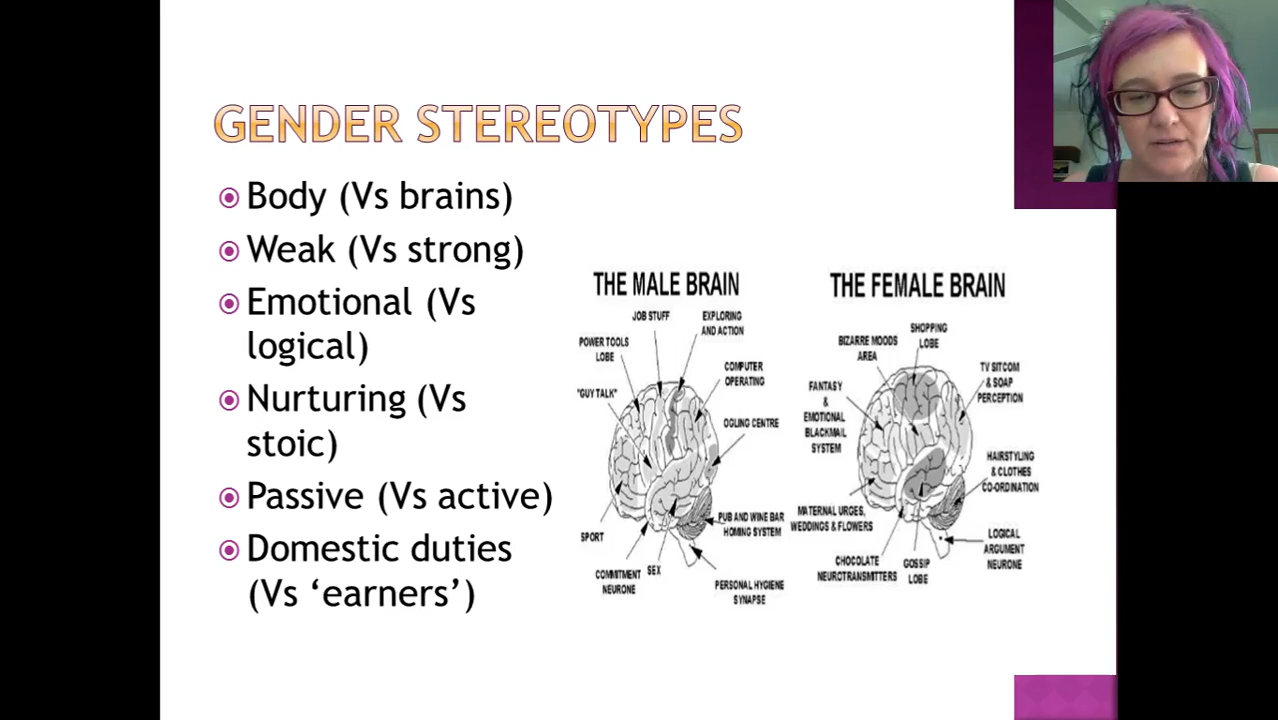 GENDER STEREOTYPES
Body (Vs brains)
Weak (Vs strong)
Emotional (Vs
logical)
Nurturing (Vs
stoic)
Passive (Vs active)
Domestic duties
(Vs ‘earners’)
THE MALE BRAIN
JOB STUFF
EXPLORING
AND ACTION
POWER TOOLS
LOBE
COMPUTER
OPERATING
"GUY TALK"
OGLING CENTRE
PUB AND WINE BAR
HOMING SYSTEM
SPORT
COMMITMENT
NEURONE
SEX
PERSONAL HYGIENE
SYNAPSE
THE FEMALE BRAIN
SHOPPING
LOBE
BIZARRE MOODS
AREA
TV SITCOM
& SOAP
PERCEPTION
FANTASY
&
EMOTIONAL
BLACKMAIL
SYSTEM
HAIRSTYLING
& CLOTHES
CO-ORDINATION
MATERNAL URGES,
WEDDINGS & FLOWERS
LOGICAL
ARGUMENT
NEURONE
CHOCOLATE
NEUROTRANSMITTERS
GOSSIP
LOBE